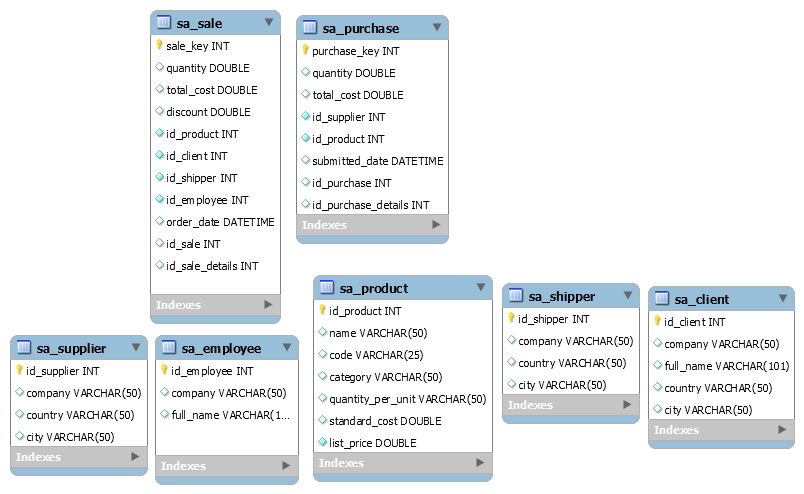 sa_sale
sale_key INT
quantity DOUBLE
total_cost DOUBLE
discount DOUBLE
id_product INT
id_client INT
id_shipper INT
id_employee INT
order_date DATETIME
id_sale INT
id_sale_details INT
Indexes
sa_purchase
purchase_key INT
quantity DOUBLE
total_cost DOUBLE
id_supplier INT
id_product INT
submitted_date DATETIME
id_purchase INT
id_purchase_details INT
Indexes
sa_supplier
id_supplier INT
company VARCHAR(50)
country VARCHAR(50)
city VARCHAR(50)
Indexes
sa_employee
id_employee INT
company VARCHAR(50)
full_name VARCHAR(1...
Indexes
sa_product
id_product INT
name VARCHAR(50)
code VARCHAR(25)
category VARCHAR(50)
quantity_per_unit VARCHAR(50)
standard_cost DOUBLE
list_price DOUBLE
Indexes
sa_shipper
id_shipper INT
company VARCHAR(50)
country VARCHAR(50)
city VARCHAR(50)
Indexes
sa_client
id_client INT
company VARCHAR(50)
full_name VARCHAR(101)
country VARCHAR(50)
city VARCHAR(50)
Indexes